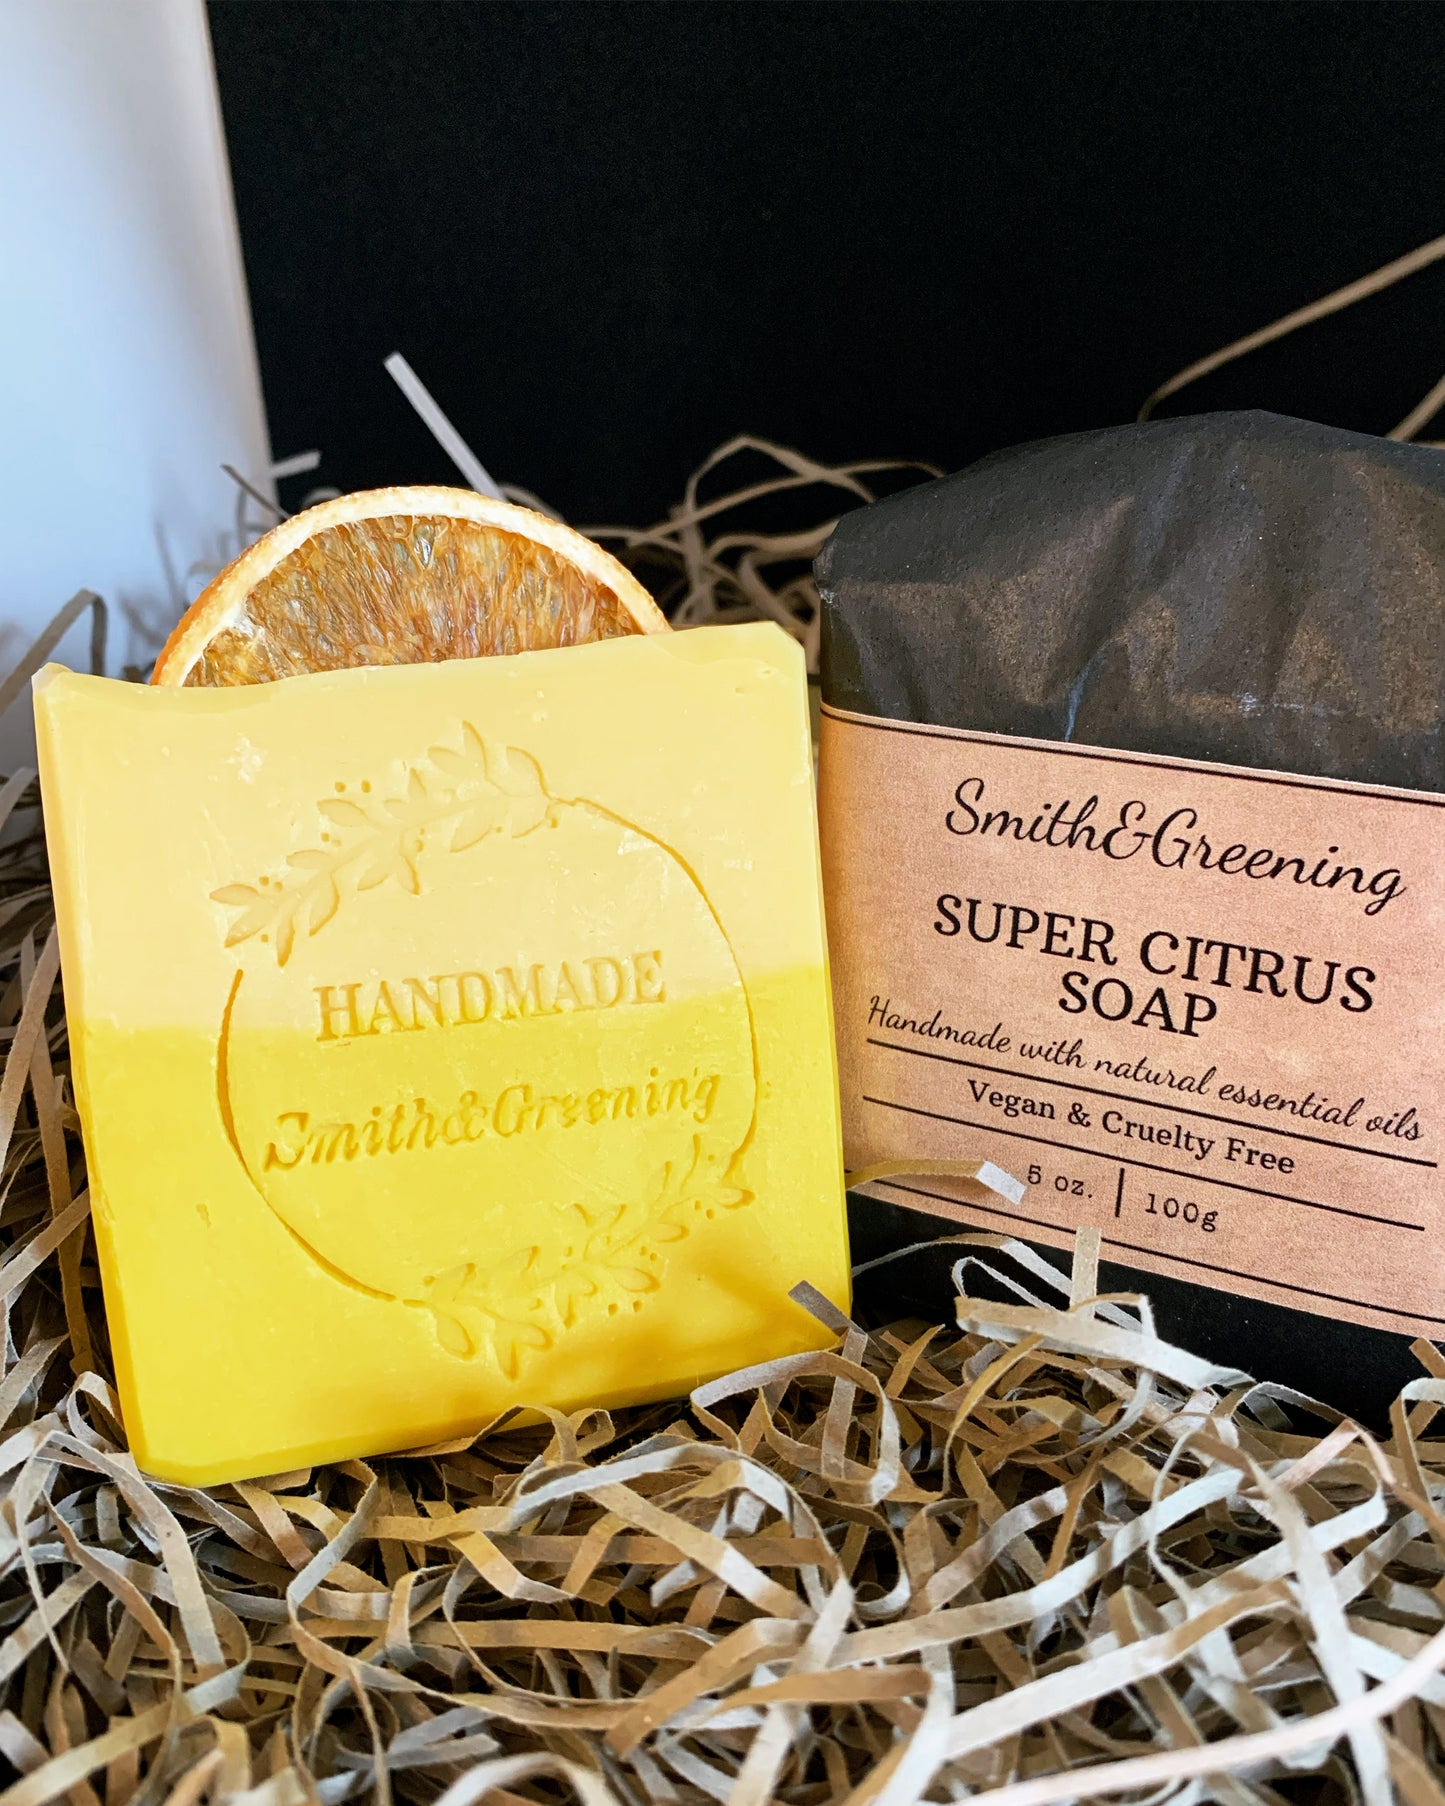 HANDMADE
Smith&Greening
Smith&Greening
SUPER CITRUS
SOAP
Handmade with natural essential oils
Vegan & Cruelty Free
5 oz. | 100g